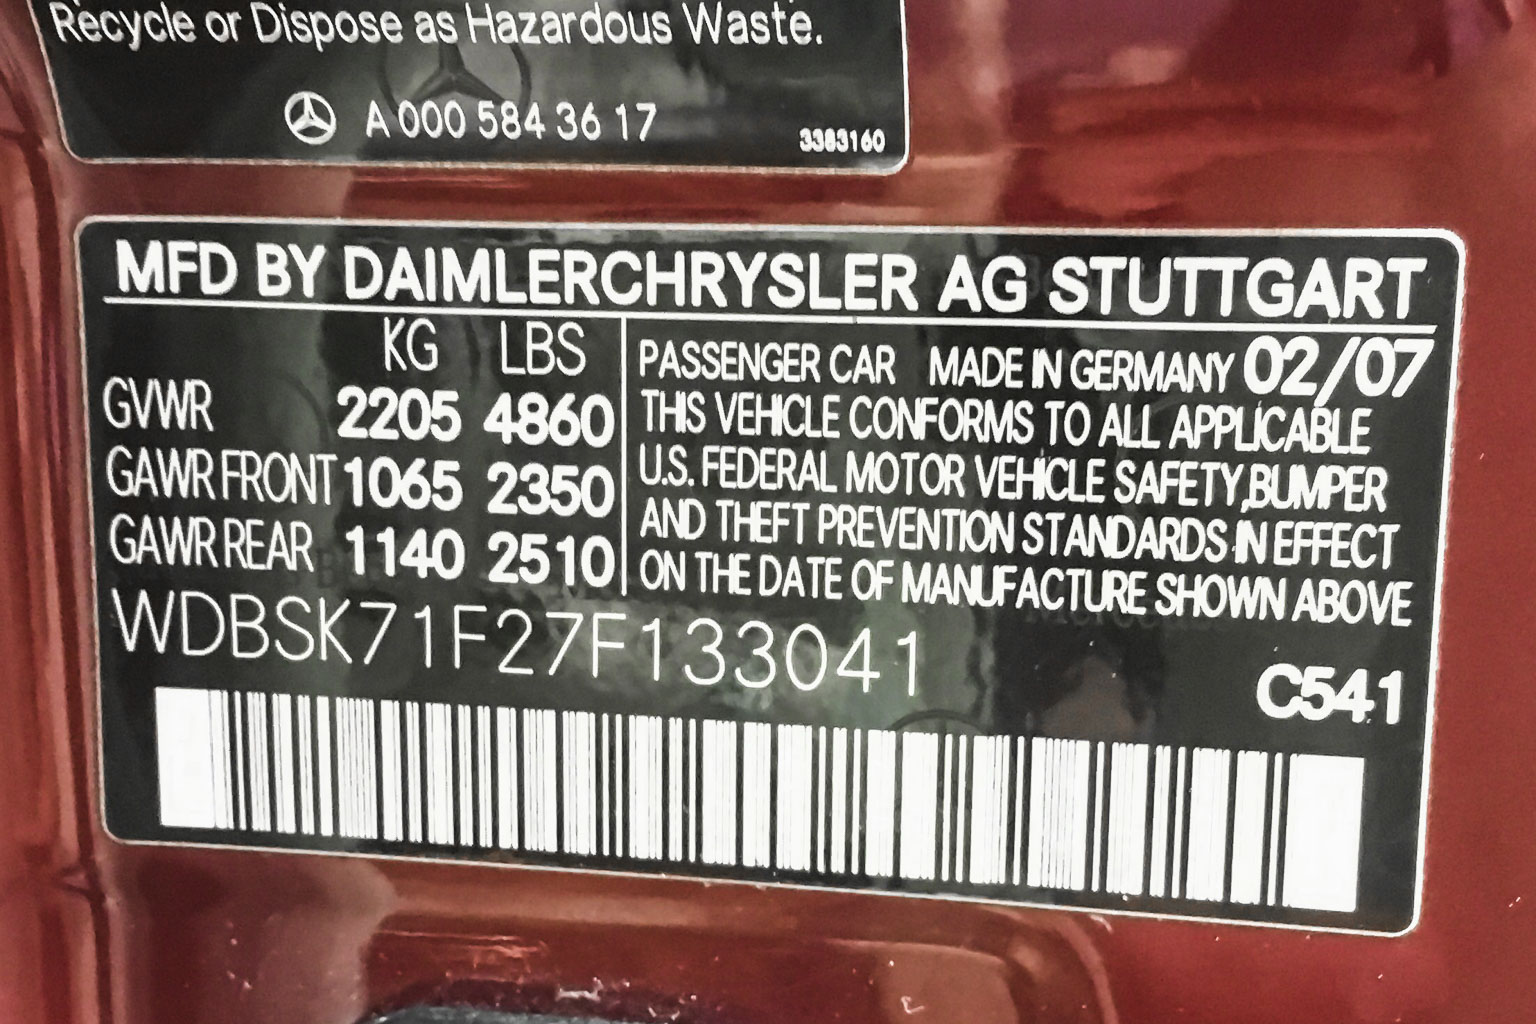 Recycle or Dispose as Hazardous Waste.
A 000 584 36 17
3383160
MFD BY DAIMLERCHRYSLER AG STUTTGART
KG LBS
GVWR 2205 4860
GAWR FRONT 1065 2350
GAWR REAR 1140 2510
PASSENGER CAR MADE IN GERMANY 02/07
THIS VEHICLE CONFORMS TO ALL APPLICABLE
U.S. FEDERAL MOTOR VEHICLE SAFETY,BUMPER
AND THEFT PREVENTION STANDARDS IN EFFECT
ON THE DATE OF MANUFACTURE SHOWN ABOVE
WDBSK71F27F133041
C541